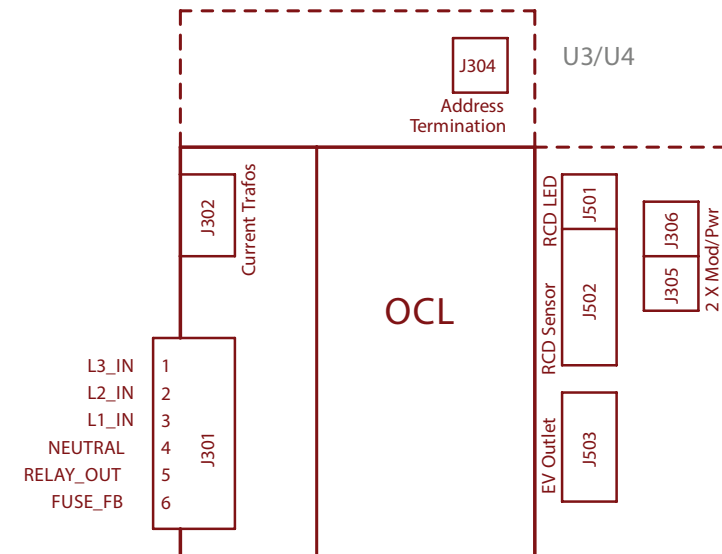 U3/U4
J304
Address
Termination
J302
Current Trafos
OCL
RCD LED
J501
RCD Sensor
J502
J306
J305
2 X Mod/Pwr
EV Outlet
J503
L3_IN 1
L2_IN 2
L1_IN 3
NEUTRAL 4
RELAY_OUT 5
FUSE_FB 6
J301